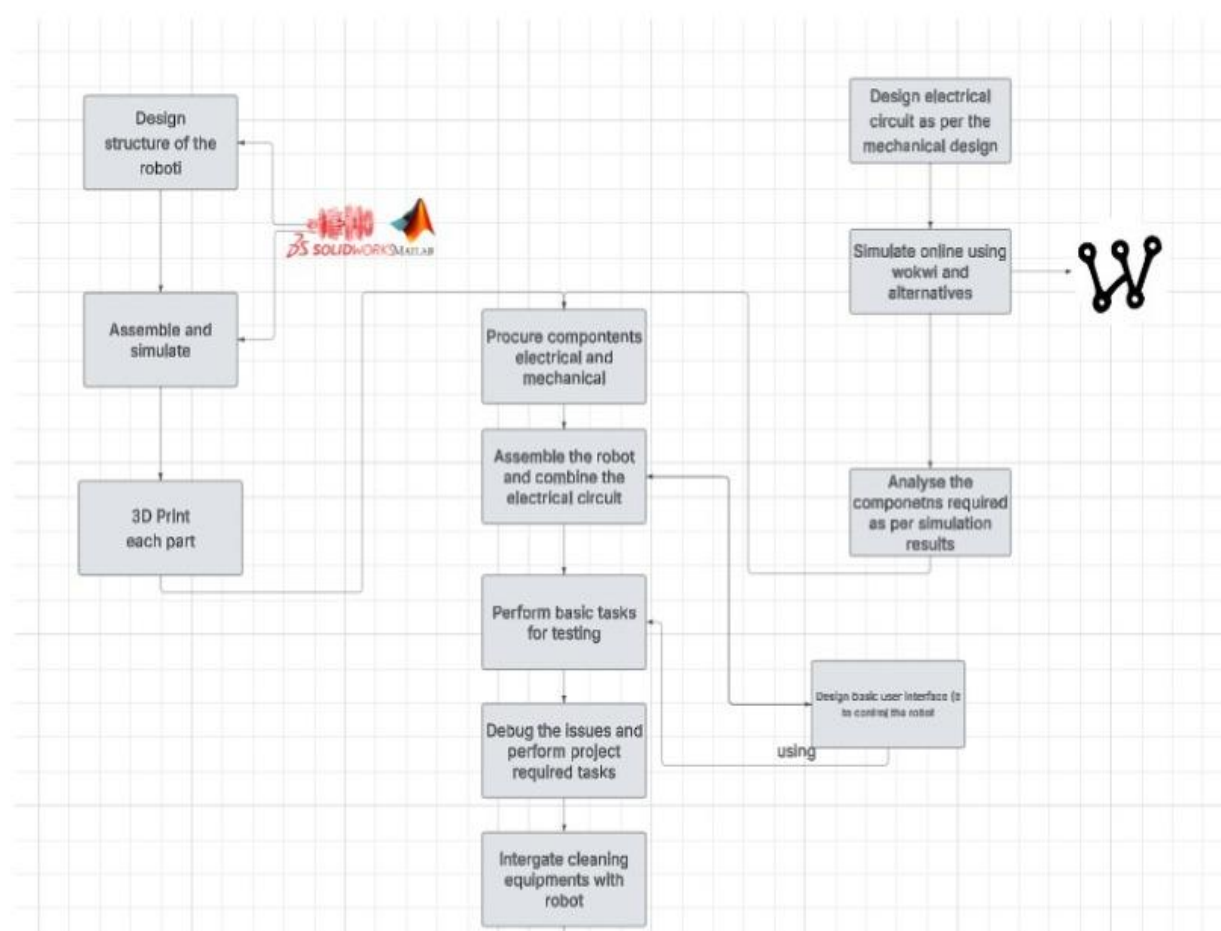 Design
structure of the
roboti
SOLIDWORKS
MATLAB
Assemble and
simulate
3D Print
each part
Procure compontents
electrical and
mechanical
Assemble the robot
and combine the
electrical circuit
Perform basic tasks
for testing
Debug the issues and
perform project
required tasks
Intergate cleaning
equipments with
robot
Design electrical
circuit as per the
mechanical design
Simulate online using
wokwi and
alternatives
Analyse the
componetns required
as per simulation
results
Design basic user interface
to control the robot
using